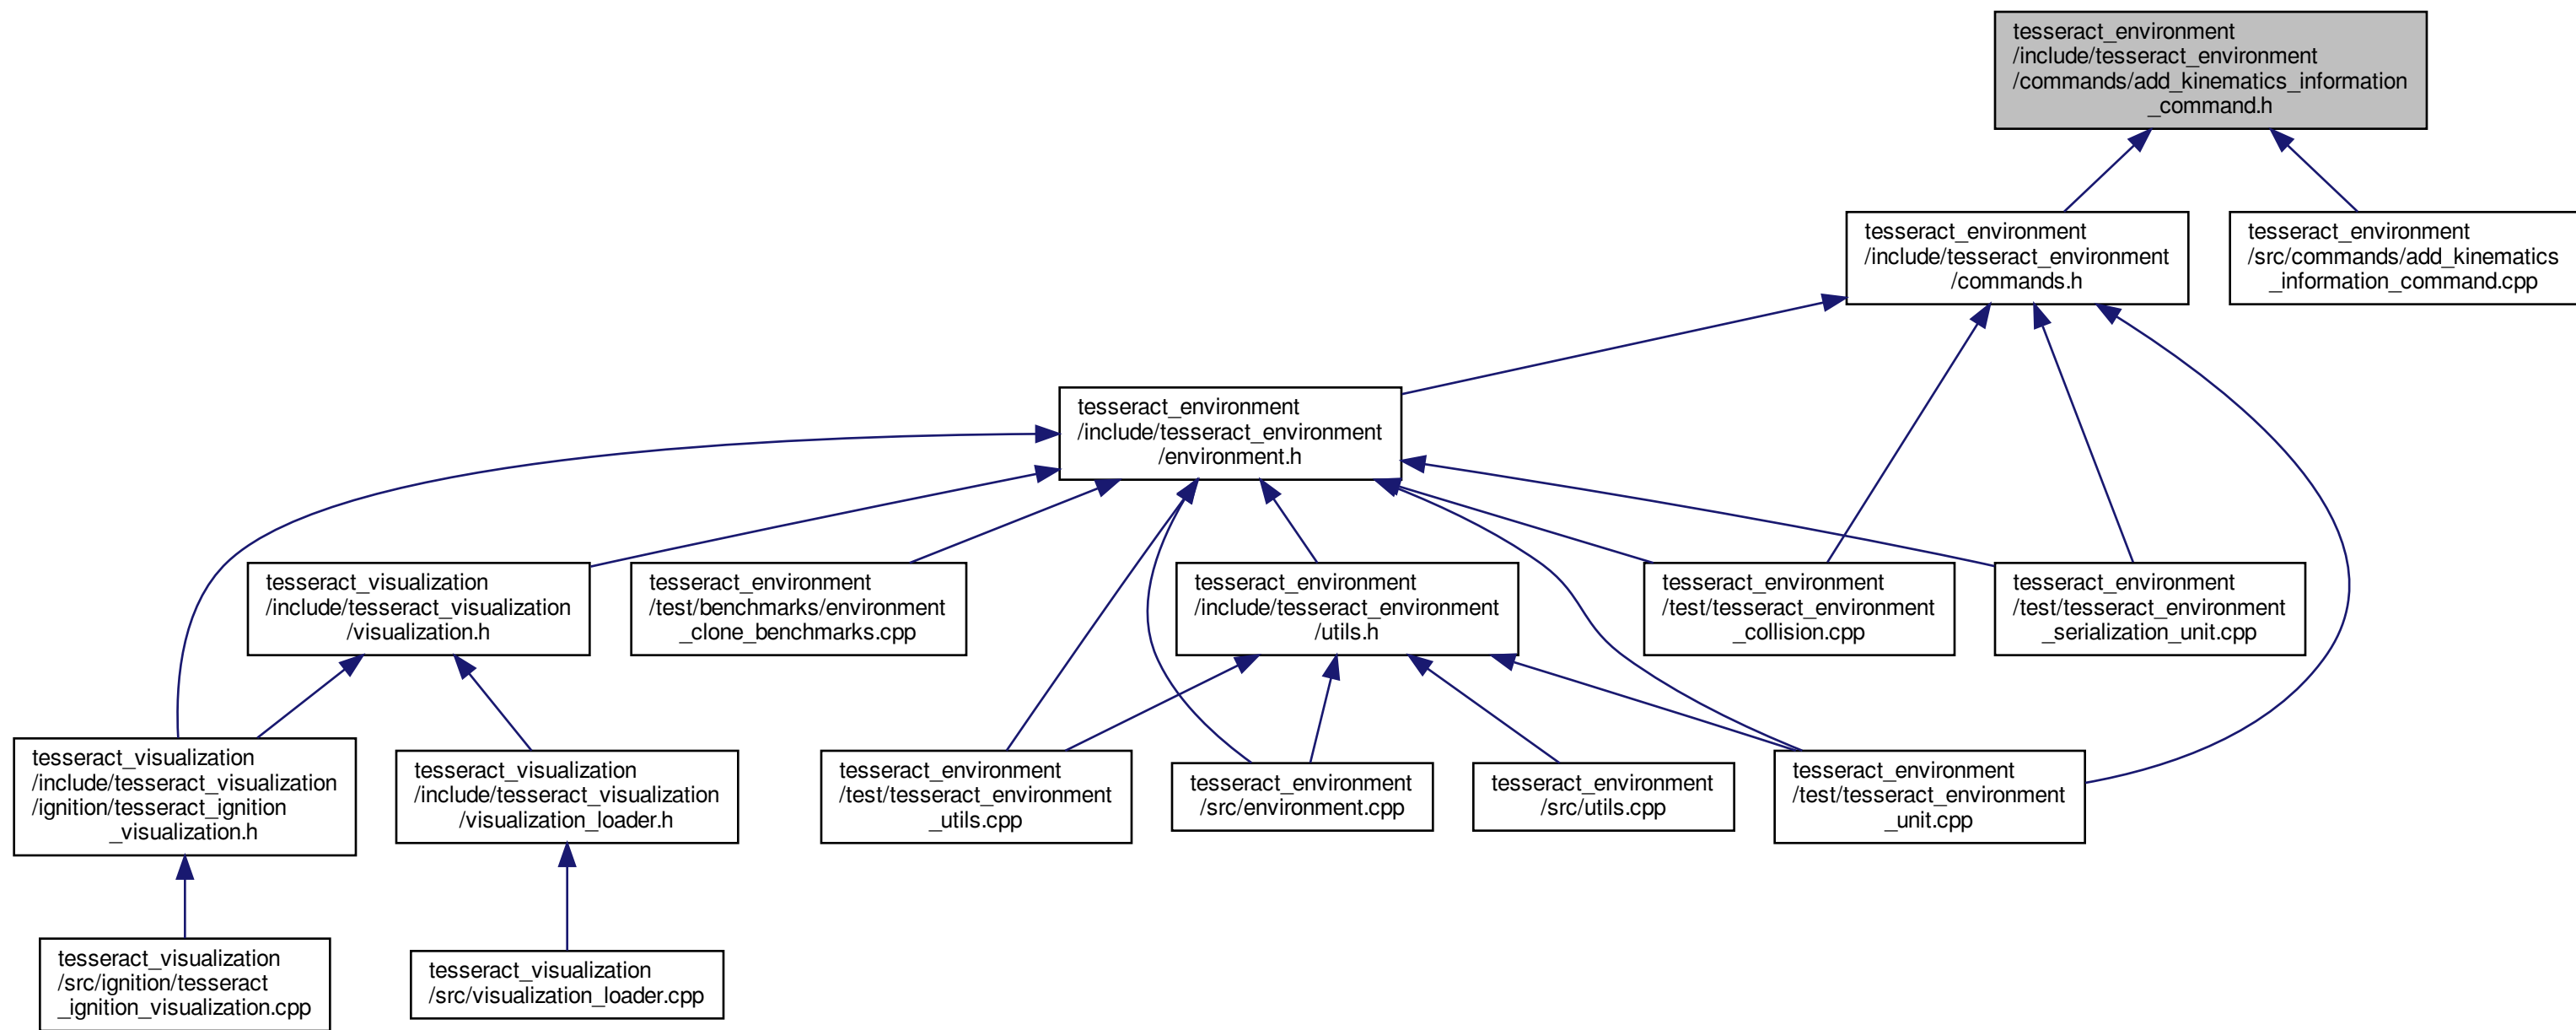 tesseract_environment
/include/tesseract_environment
/commands/add_kinematics_information
_command.h
tesseract_environment
/include/tesseract_environment
/commands.h
tesseract_environment
/src/commands/add_kinematics
_information_command.cpp
tesseract_environment
/include/tesseract_environment
/environment.h
tesseract_visualization
/include/tesseract_visualization
/visualization.h
tesseract_environment
/test/benchmarks/environment
_clone_benchmarks.cpp
tesseract_environment
/include/tesseract_environment
/utils.h
tesseract_environment
/test/tesseract_environment
_collision.cpp
tesseract_environment
/test/tesseract_environment
_serialization_unit.cpp
tesseract_visualization
/include/tesseract_visualization
/ignition/tesseract_ignition
_visualization.h
tesseract_visualization
/include/tesseract_visualization
/visualization_loader.h
tesseract_environment
/test/tesseract_environment
_utils.cpp
tesseract_environment
/src/environment.cpp
tesseract_environment
/src/utils.cpp
tesseract_environment
/test/tesseract_environment
_unit.cpp
tesseract_visualization
/src/ignition/tesseract
_ignition_visualization.cpp
tesseract_visualization
/src/visualization_loader.cpp